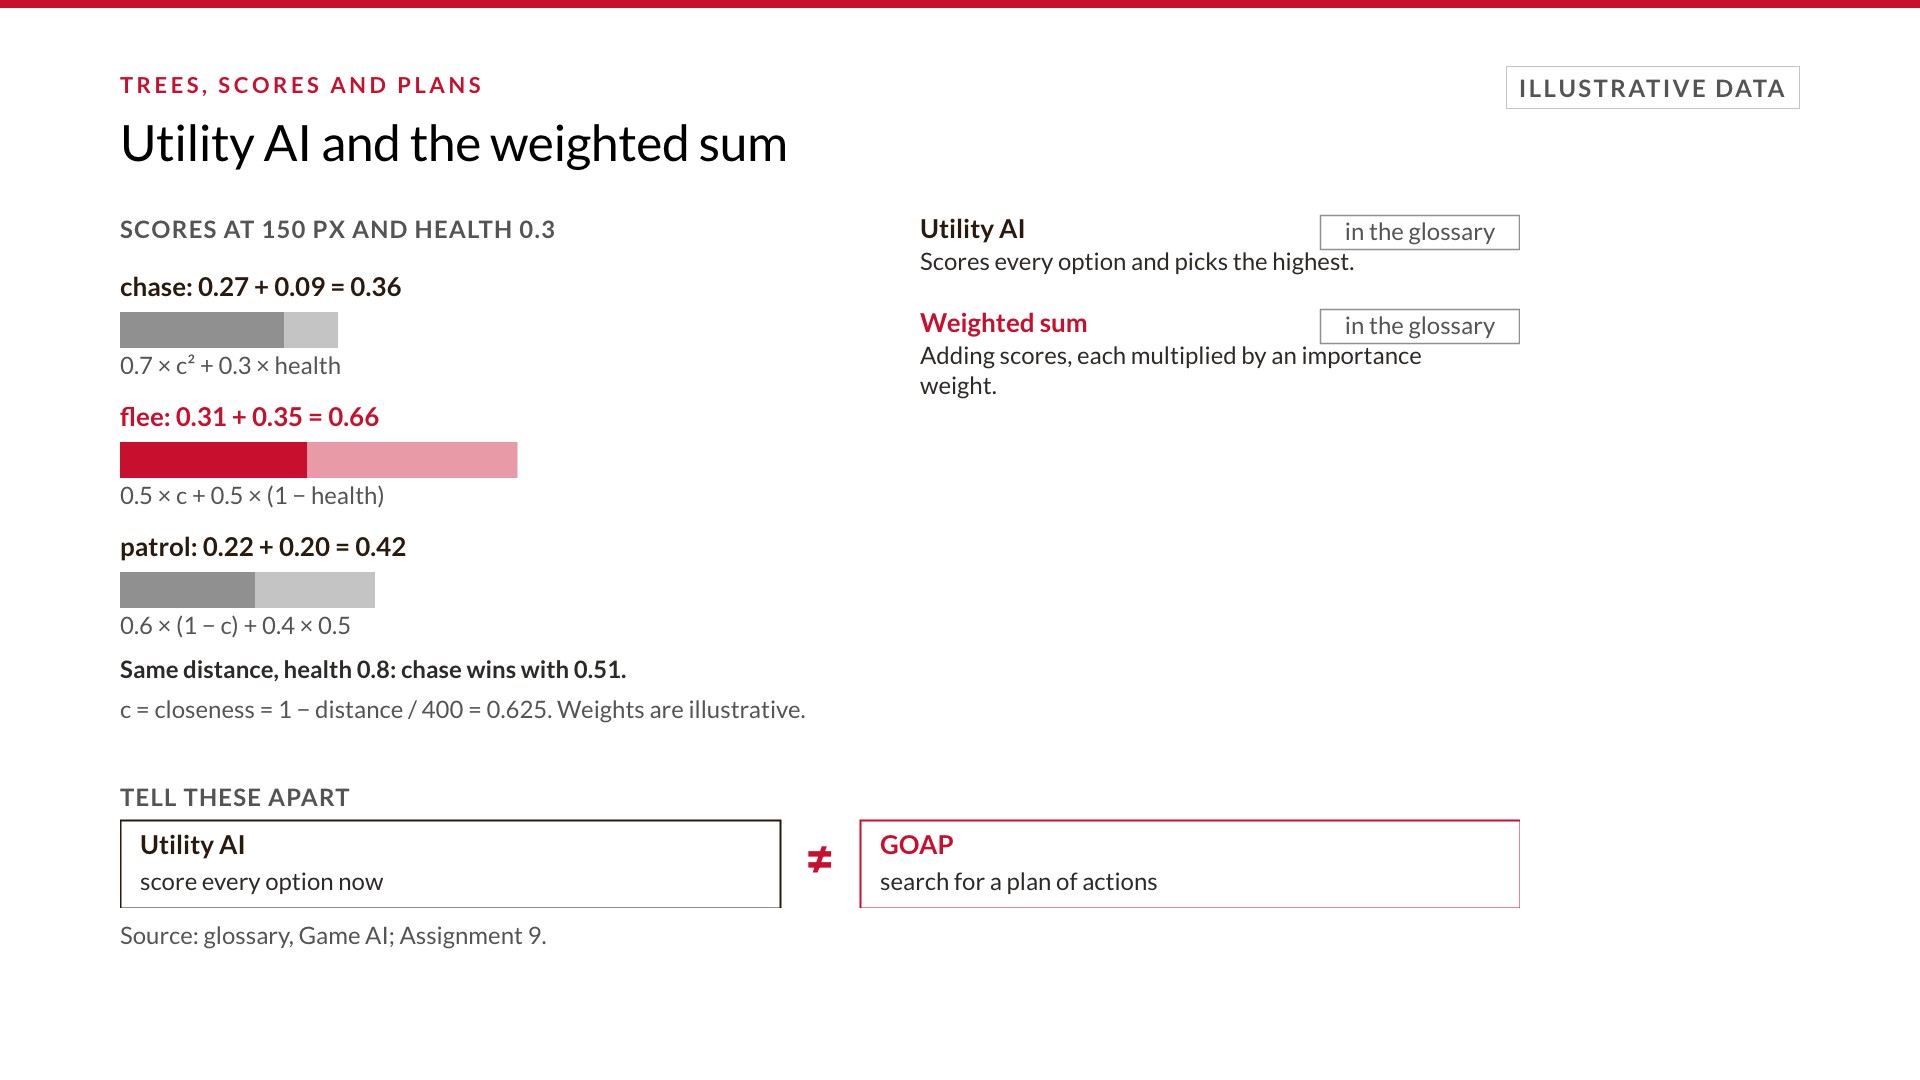 TREES, SCORES AND PLANS
ILLUSTRATIVE DATA
Utility AI and the weighted sum
SCORES AT 150 PX AND HEALTH 0.3
chase: 0.27 + 0.09 = 0.36
0.7 × c² + 0.3 × health
flee: 0.31 + 0.35 = 0.66
0.5 × c + 0.5 × (1 − health)
patrol: 0.22 + 0.20 = 0.42
0.6 × (1 − c) + 0.4 × 0.5
Same distance, health 0.8: chase wins with 0.51.
c = closeness = 1 − distance / 400 = 0.625. Weights are illustrative.
Utility AI
in the glossary
Scores every option and picks the highest.
Weighted sum
in the glossary
Adding scores, each multiplied by an importance
weight.
TELL THESE APART
Utility AI
score every option now
≠
GOAP
search for a plan of actions
Source: glossary, Game AI; Assignment 9.